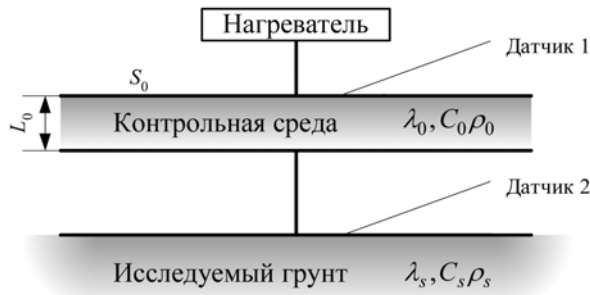 Нагреватель
Датчик 1
S₀
L₀
Контрольная среда λ₀, C₀ρ₀
Датчик 2
Исследуемый грунт λₛ, Cₛρₛ